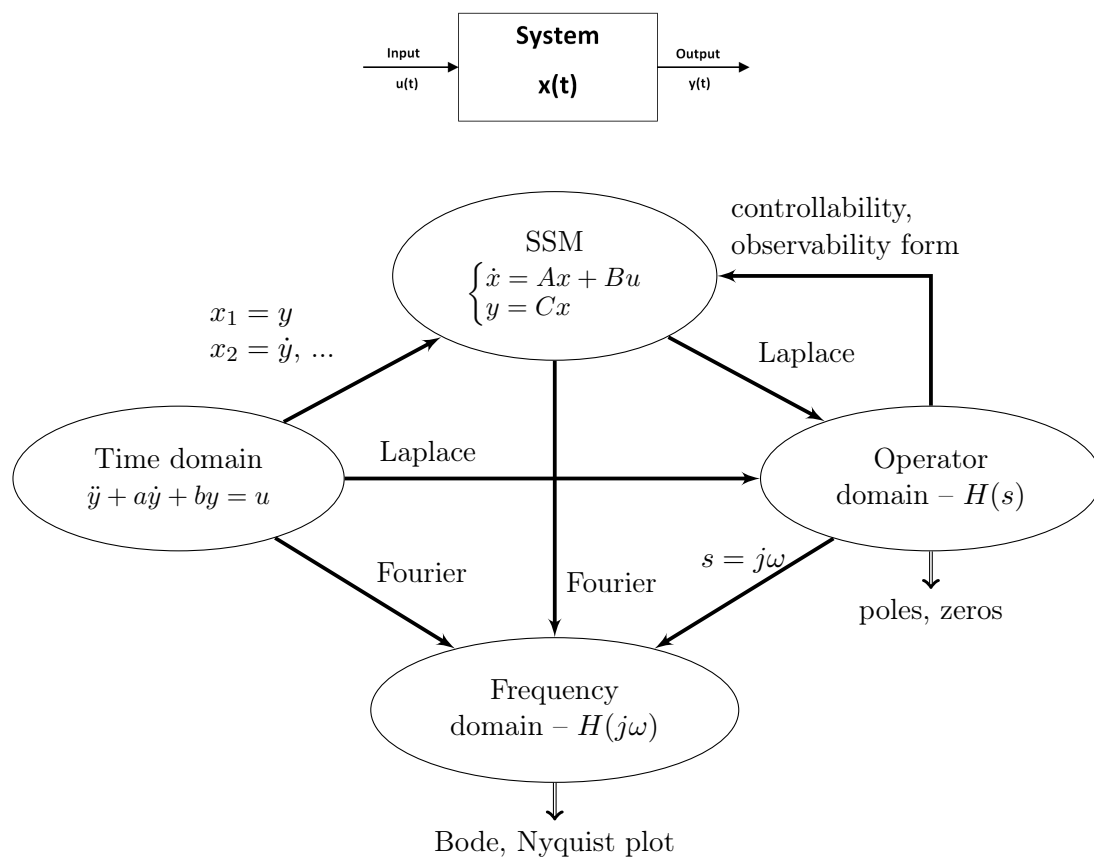 System
Input
Output
x(t)
u(t)
y(t)
controllability,
observability form
SSM
{ ẋ = Ax + Bu
y = Cx
x₁ = y
x₂ = ẏ, ...
Laplace
Time domain
ÿ + aẏ + by = u
Laplace
Operator
domain – H(s)
Fourier
Fourier
s = jω
poles, zeros
Frequency
domain – H(jω)
Bode, Nyquist plot